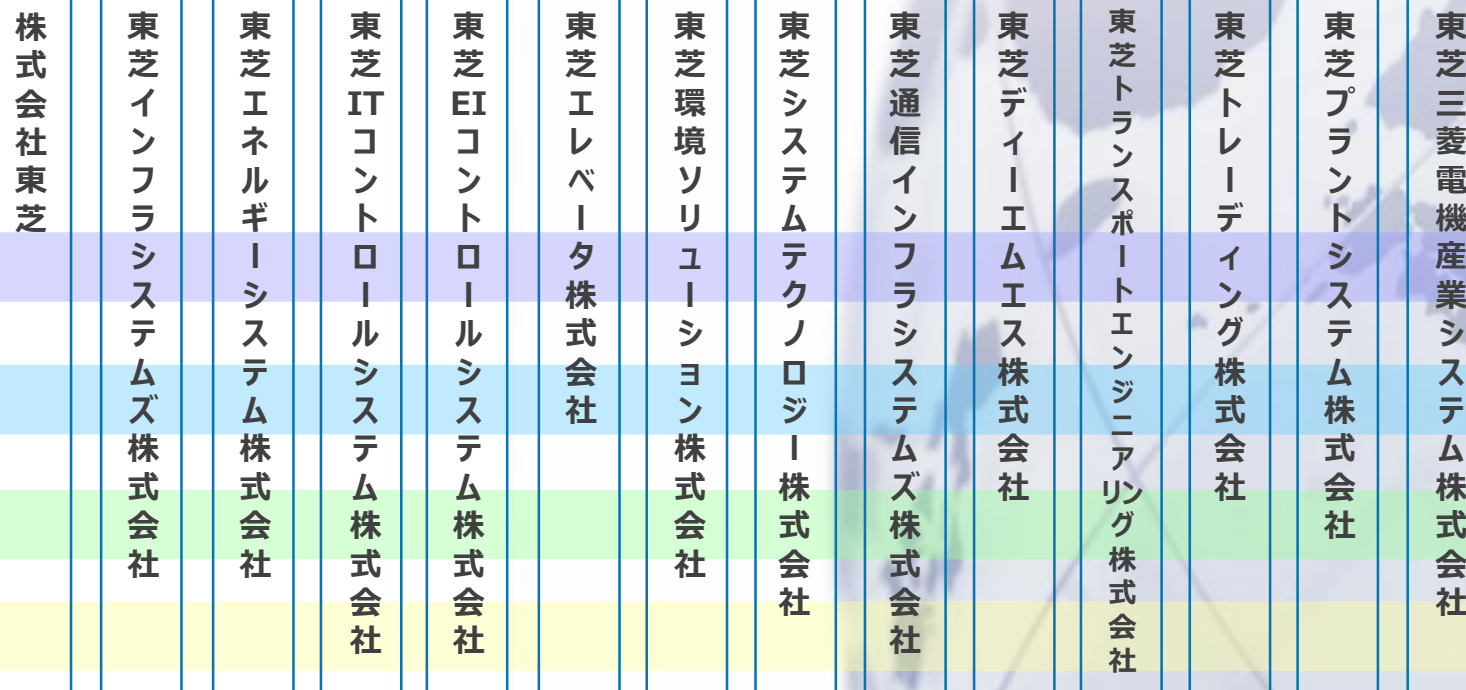 株式会社東芝
東芝インフラシステムズ株式会社
東芝エネルギーシステム株式会社
東芝ITコントロールシステム株式会社
東芝EIコントロールシステム株式会社
東芝エレベータ株式会社
東芝環境ソリューション株式会社
東芝システムテクノロジー株式会社
東芝通信インフラシステムズ株式会社
東芝ディーエムエス株式会社
東芝トランスポートエンジニアリング株式会社
東芝トレーディング株式会社
東芝プラントシステム株式会社
東芝三菱電機産業システム株式会社